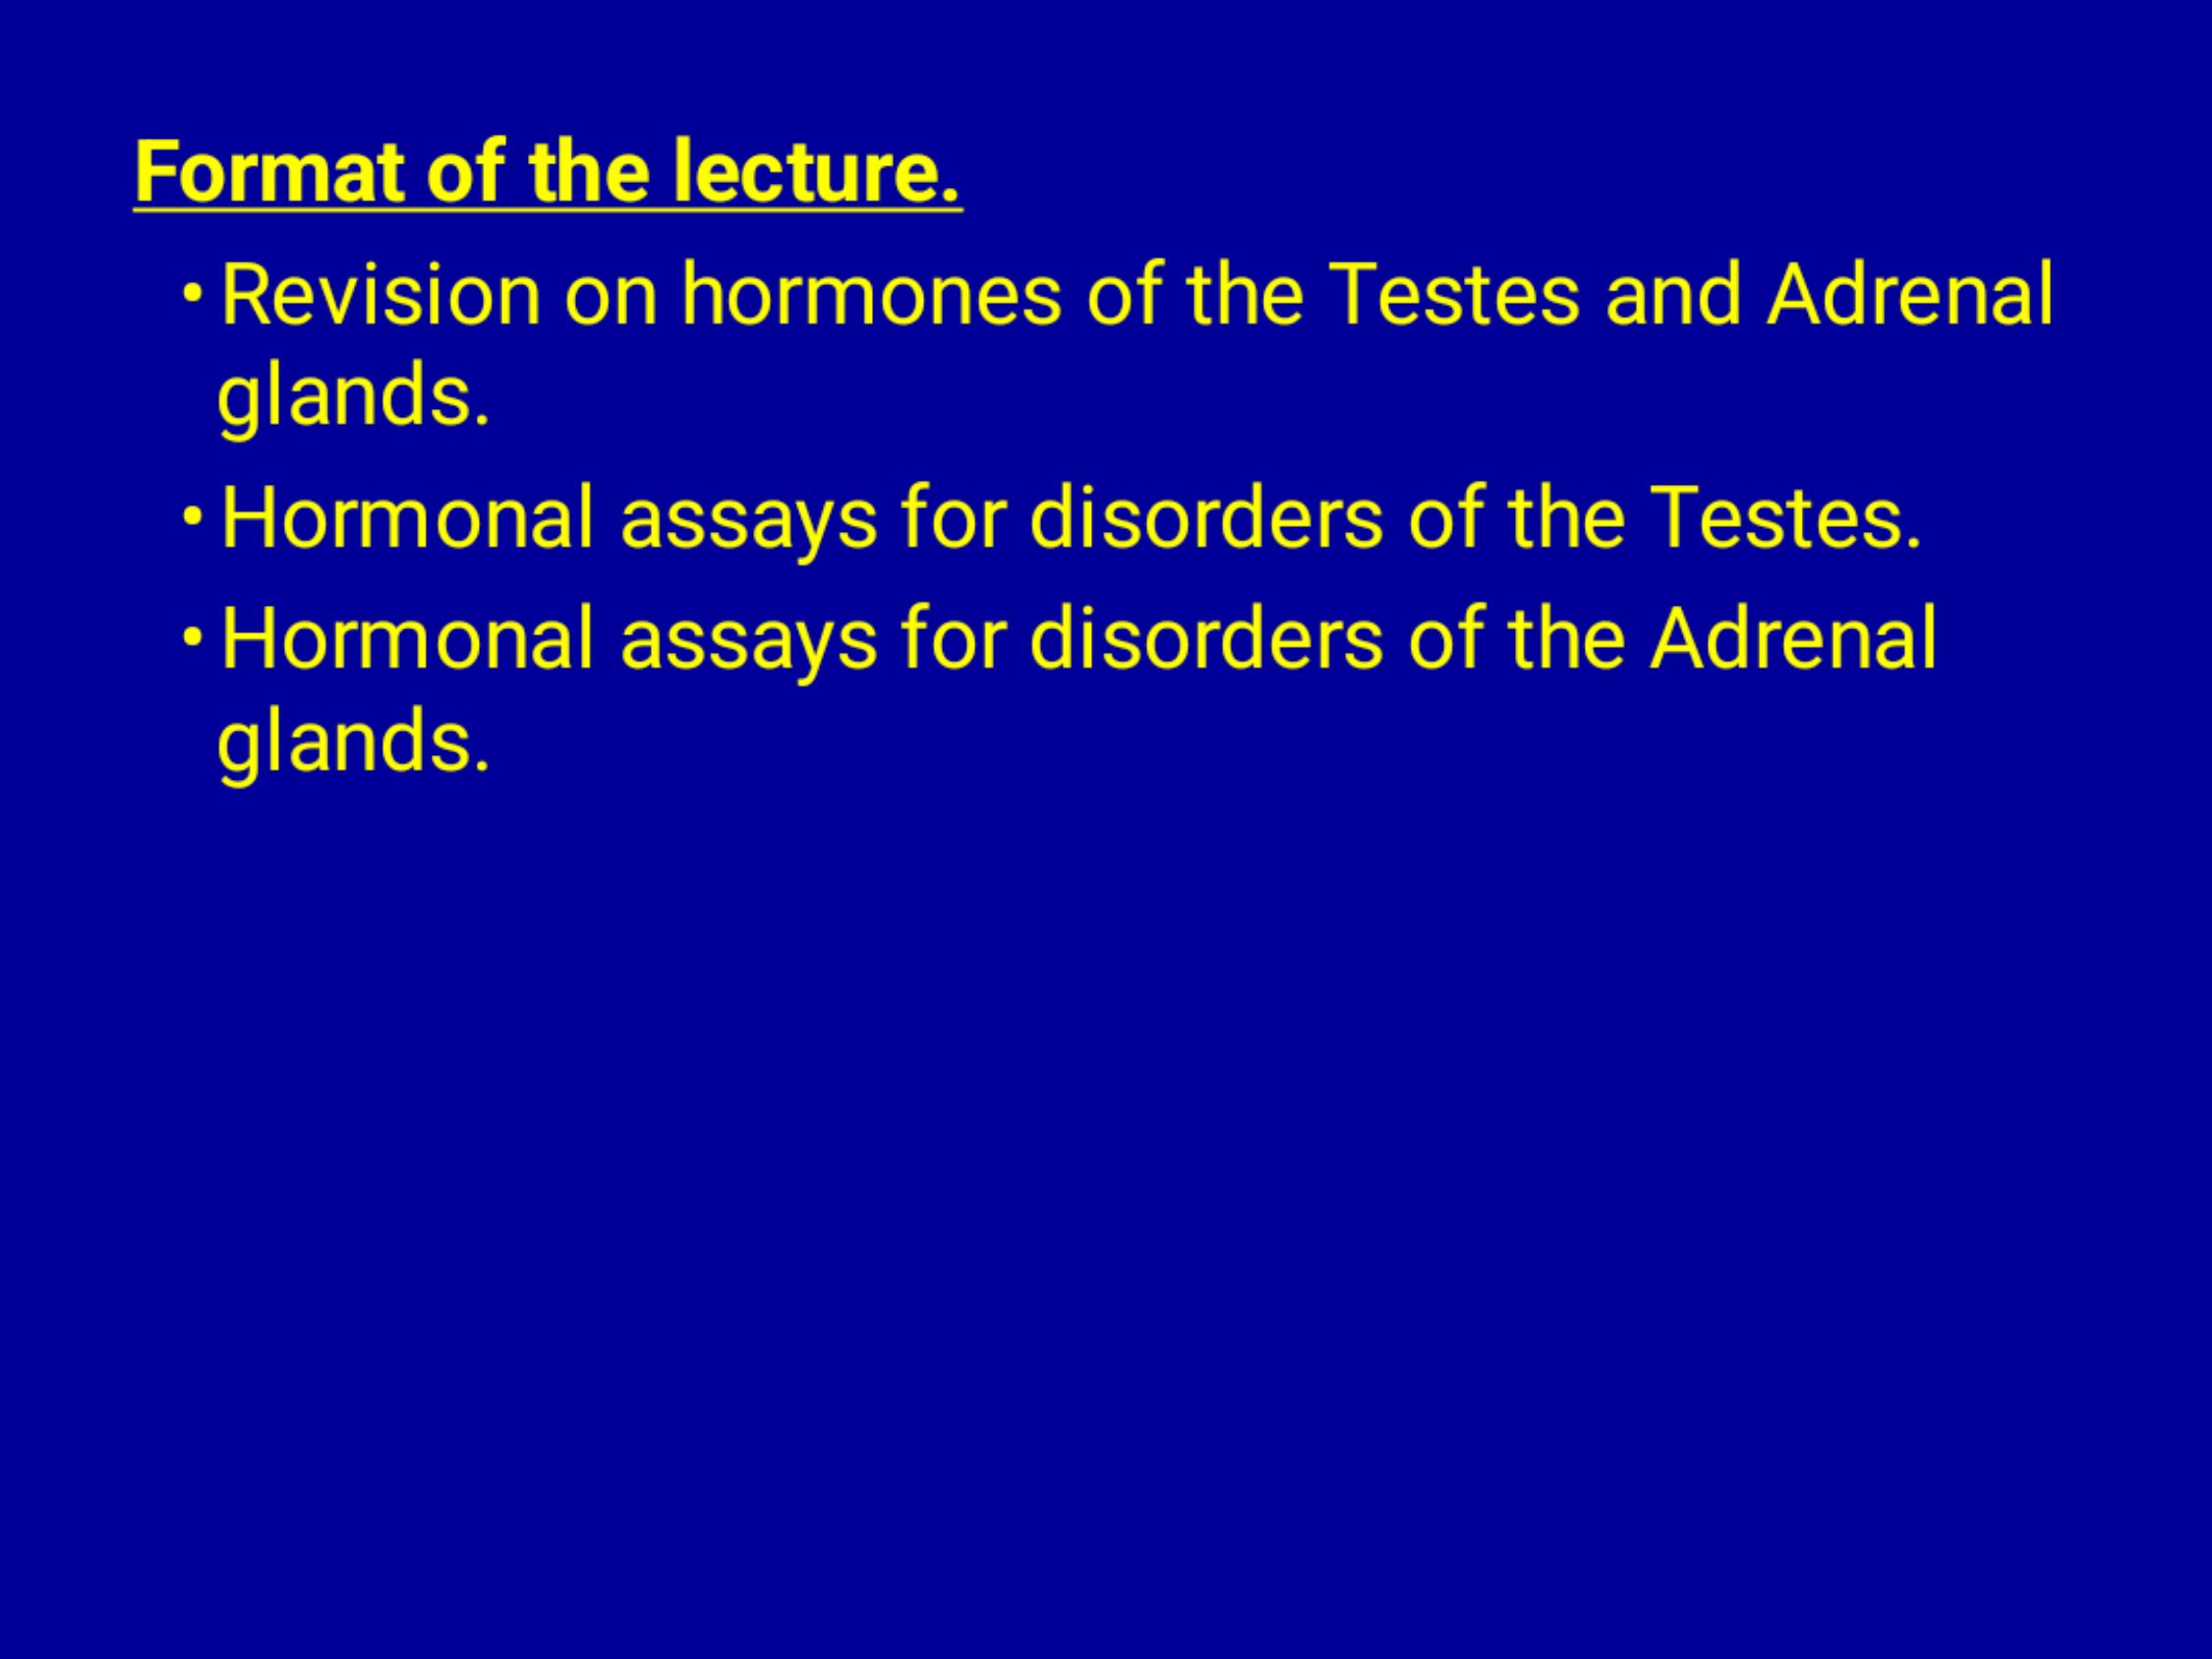 Format of the lecture.
• Revision on hormones of the Testes and Adrenal
glands.
• Hormonal assays for disorders of the Testes.
• Hormonal assays for disorders of the Adrenal
glands.